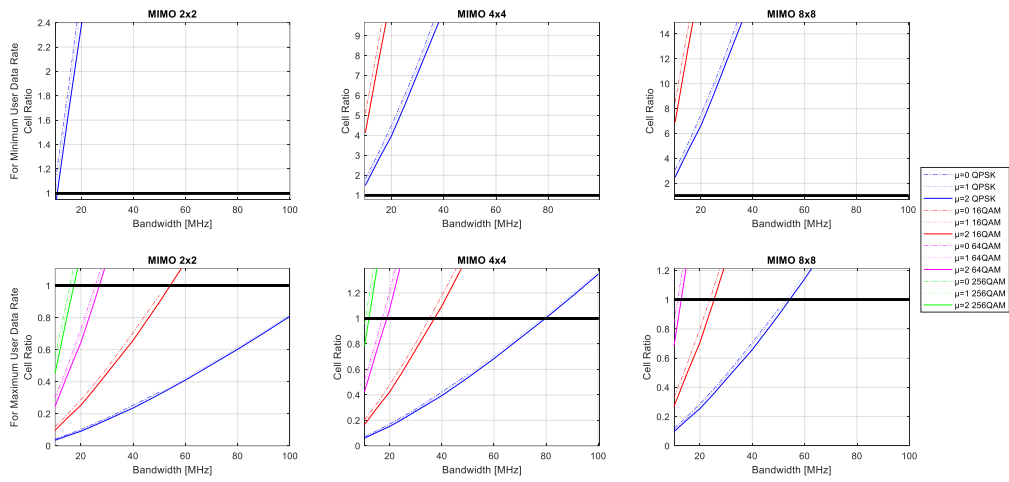 MIMO 2x2
For Minimum User Data Rate
Cell Ratio
2.4
2.2
2
1.8
1.6
1.4
1.2
1
20
40
60
80
100
Bandwidth [MHz]
MIMO 4x4
Cell Ratio
9
8
7
6
5
4
3
2
1
20
40
60
80
100
Bandwidth [MHz]
MIMO 8x8
Cell Ratio
14
12
10
8
6
4
2
20
40
60
80
100
Bandwidth [MHz]
μ=0 QPSK
μ=1 QPSK
μ=2 QPSK
μ=0 16QAM
μ=1 16QAM
μ=2 16QAM
μ=0 64QAM
μ=1 64QAM
μ=2 64QAM
μ=0 256QAM
μ=1 256QAM
μ=2 256QAM
MIMO 2x2
For Maximum User Data Rate
Cell Ratio
1
0.8
0.6
0.4
0.2
0
20
40
60
80
100
Bandwidth [MHz]
MIMO 4x4
Cell Ratio
1.2
1
0.8
0.6
0.4
0.2
0
20
40
60
80
100
Bandwidth [MHz]
MIMO 8x8
Cell Ratio
1.2
1
0.8
0.6
0.4
0.2
0
20
40
60
80
100
Bandwidth [MHz]